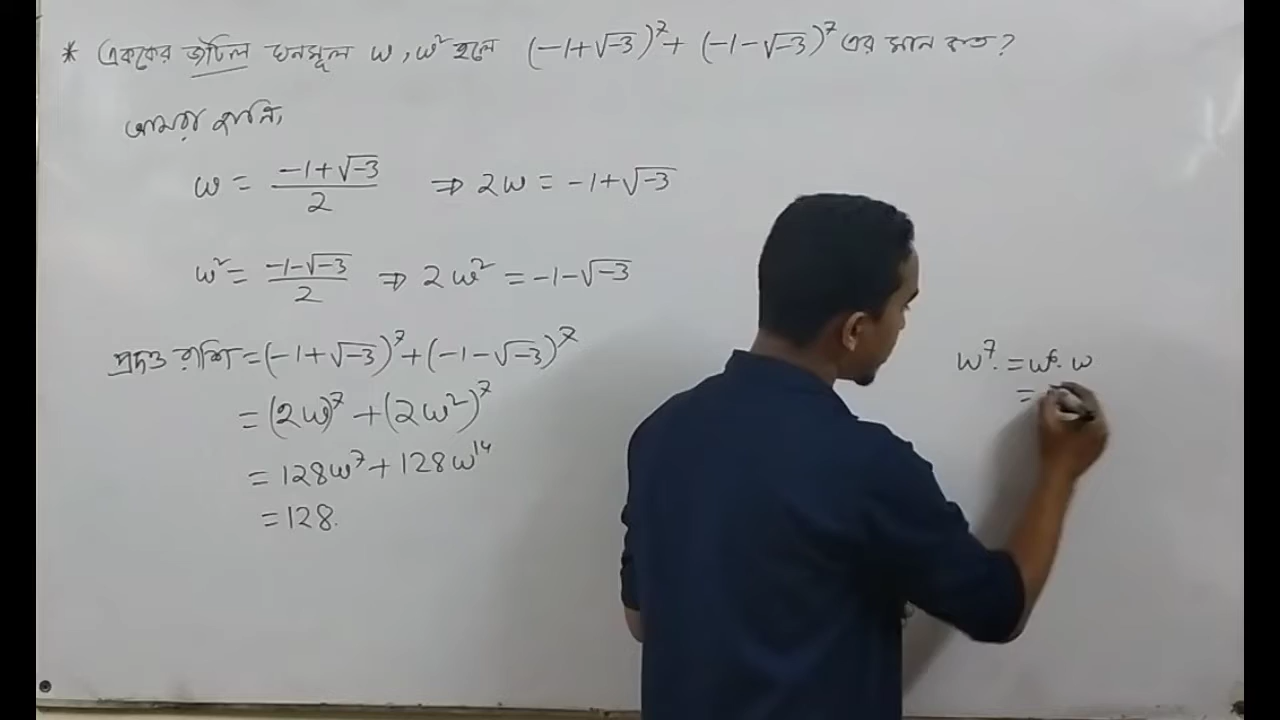 * এককের জটিল ঘনমূল ω, ω² হলে (-1+√-3)⁷ + (-1-√-3)⁷ এর মান কত?
আমরা জানি,
ω = (-1+√-3)/2 ⇒ 2ω = -1+√-3
ω² = (-1-√-3)/2 ⇒ 2ω² = -1-√-3
প্রদত্ত রাশি = (-1+√-3)⁷ + (-1-√-3)⁷
= (2ω)⁷ + (2ω²)⁷
= 128ω⁷ + 128ω¹⁴
= 128.
ω⁷. = ω⁶. ω
=